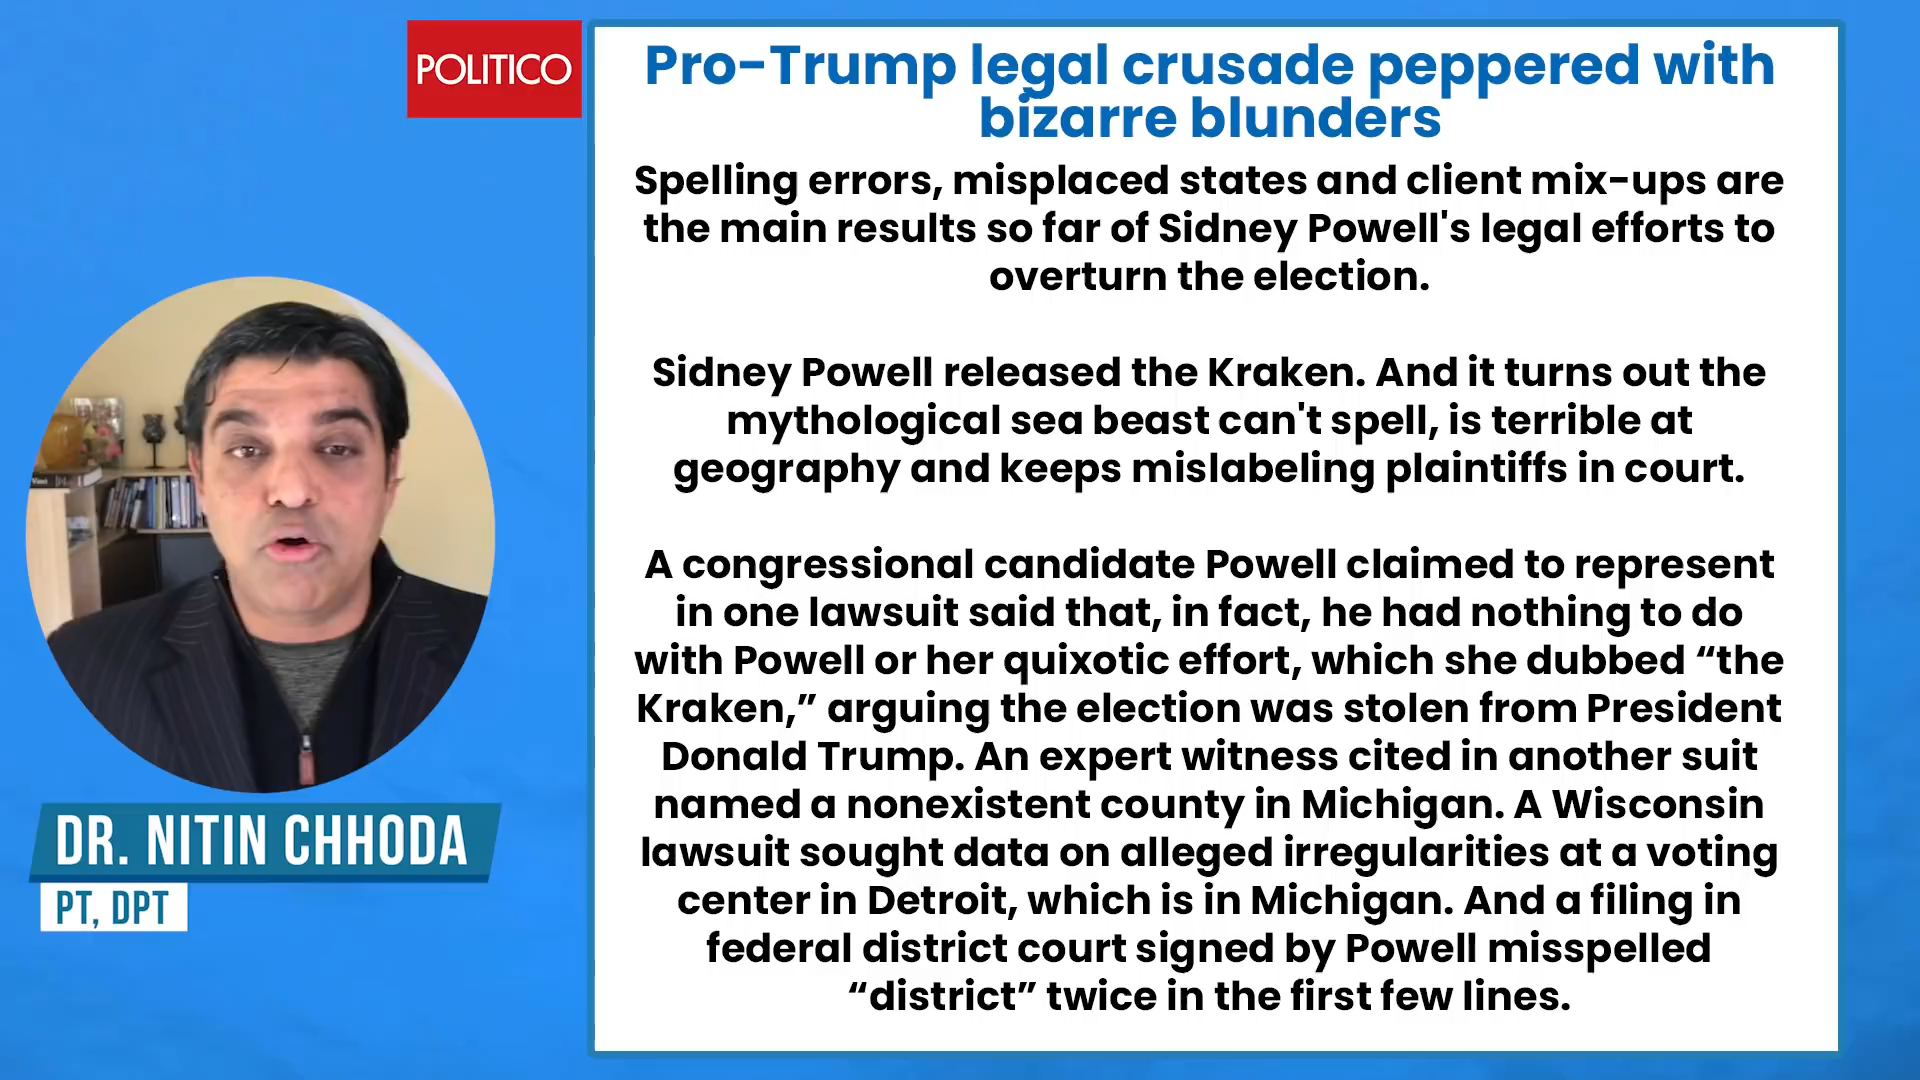 POLITICO
Pro-Trump legal crusade peppered with
bizarre blunders
Spelling errors, misplaced states and client mix-ups are
the main results so far of Sidney Powell's legal efforts to
overturn the election.
Sidney Powell released the Kraken. And it turns out the
mythological sea beast can't spell, is terrible at
geography and keeps mislabeling plaintiffs in court.
A congressional candidate Powell claimed to represent
in one lawsuit said that, in fact, he had nothing to do
with Powell or her quixotic effort, which she dubbed “the
Kraken,” arguing the election was stolen from President
Donald Trump. An expert witness cited in another suit
named a nonexistent county in Michigan. A Wisconsin
lawsuit sought data on alleged irregularities at a voting
center in Detroit, which is in Michigan. And a filing in
federal district court signed by Powell misspelled
“district” twice in the first few lines.
DR. NITIN CHHODA
PT, DPT